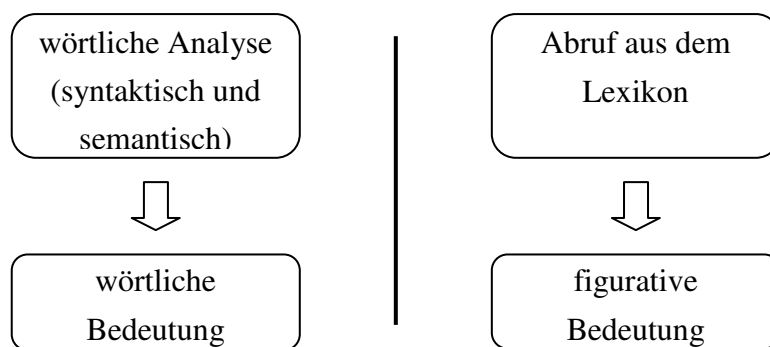 wörtliche Analyse
(syntaktisch und
semantisch)
Abruf aus dem
Lexikon
wörtliche
Bedeutung
figurative
Bedeutung